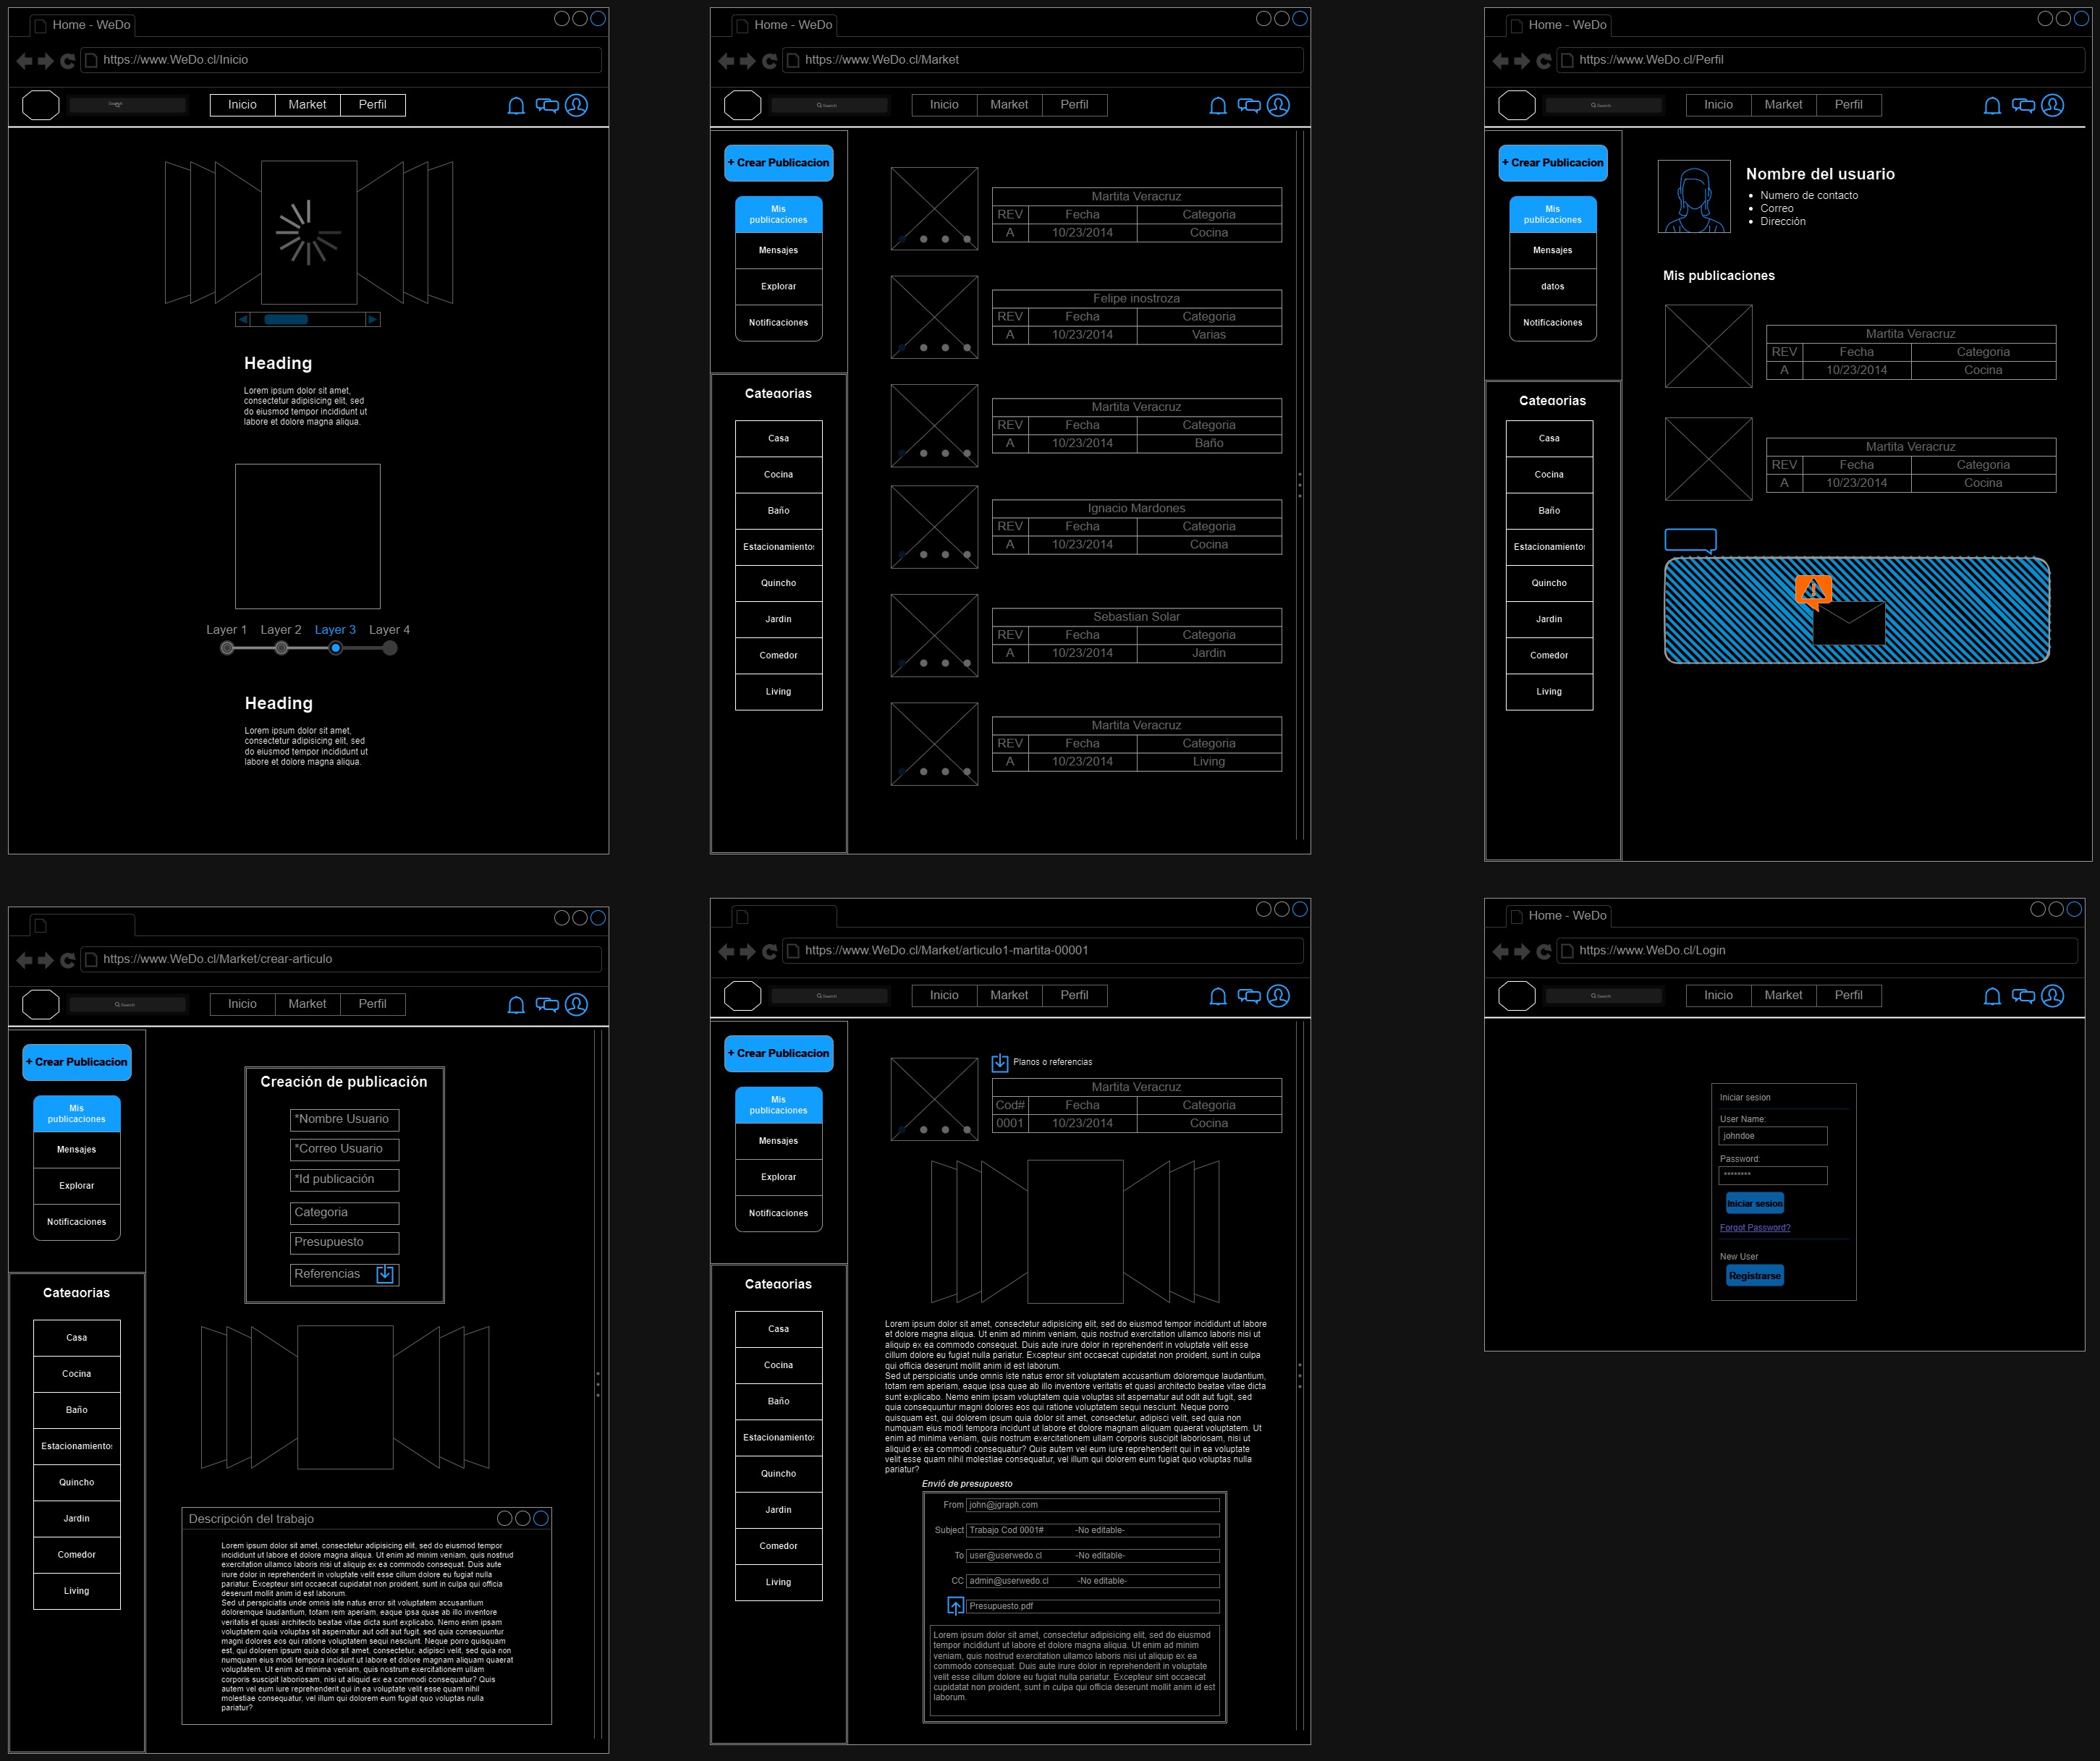 Home - WeDo
https://www.WeDo.cl/Inicio
Search
Inicio Market Perfil
Heading
Lorem ipsum dolor sit amet,
consectetur adipisicing elit, sed
do eiusmod tempor incididunt ut
labore et dolore magna aliqua.
Layer 1 Layer 2 Layer 3 Layer 4
Heading
Lorem ipsum dolor sit amet,
consectetur adipisicing elit, sed
do eiusmod tempor incididunt ut
labore et dolore magna aliqua.
Home - WeDo
https://www.WeDo.cl/Market
Search
Inicio Market Perfil
+ Crear Publicacion
Mis
publicaciones
Mensajes
Explorar
Notificaciones
Categorias
Casa
Cocina
Baño
Estacionamientos
Quincho
Jardin
Comedor
Living
Martita Veracruz
REV Fecha Categoria
A 10/23/2014 Cocina
Felipe inostroza
REV Fecha Categoria
A 10/23/2014 Varias
Martita Veracruz
REV Fecha Categoria
A 10/23/2014 Baño
Ignacio Mardones
REV Fecha Categoria
A 10/23/2014 Cocina
Sebastian Solar
REV Fecha Categoria
A 10/23/2014 Jardin
Martita Veracruz
REV Fecha Categoria
A 10/23/2014 Living
Home - WeDo
https://www.WeDo.cl/Perfil
Search
Inicio Market Perfil
+ Crear Publicacion
Mis
publicaciones
Mensajes
datos
Notificaciones
Categorias
Casa
Cocina
Baño
Estacionamientos
Quincho
Jardin
Comedor
Living
Nombre del usuario
• Numero de contacto
• Correo
• Dirección
Mis publicaciones
Martita Veracruz
REV Fecha Categoria
A 10/23/2014 Cocina
Martita Veracruz
REV Fecha Categoria
A 10/23/2014 Cocina
https://www.WeDo.cl/Market/crear-articulo
Search
Inicio Market Perfil
+ Crear Publicacion
Mis
publicaciones
Mensajes
Explorar
Notificaciones
Categorias
Casa
Cocina
Baño
Estacionamientos
Quincho
Jardin
Comedor
Living
Creación de publicación
*Nombre Usuario
*Correo Usuario
*Id publicación
Categoria
Presupuesto
Referencias
Descripción del trabajo
Lorem ipsum dolor sit amet, consectetur adipisicing elit, sed do eiusmod tempor
incididunt ut labore et dolore magna aliqua. Ut enim ad minim veniam, quis nostrud
exercitation ullamco laboris nisi ut aliquip ex ea commodo consequat. Duis aute
irure dolor in reprehenderit in voluptate velit esse cillum dolore eu fugiat nulla
pariatur. Excepteur sint occaecat cupidatat non proident, sunt in culpa qui officia
deserunt mollit anim id est laborum.
Sed ut perspiciatis unde omnis iste natus error sit voluptatem accusantium
doloremque laudantium, totam rem aperiam, eaque ipsa quae ab illo inventore
veritatis et quasi architecto beatae vitae dicta sunt explicabo. Nemo enim ipsam
voluptatem quia voluptas sit aspernatur aut odit aut fugit, sed quia consequuntur
magni dolores eos qui ratione voluptatem sequi nesciunt. Neque porro quisquam
est, qui dolorem ipsum quia dolor sit amet, consectetur, adipisci velit, sed quia non
numquam eius modi tempora incidunt ut labore et dolore magnam aliquam quaerat
voluptatem. Ut enim ad minima veniam, quis nostrum exercitationem ullam
corporis suscipit laboriosam, nisi ut aliquid ex ea commodi consequatur? Quis
autem vel eum iure reprehenderit qui in ea voluptate velit esse quam nihil
molestiae consequatur, vel illum qui dolorem eum fugiat quo voluptas nulla
pariatur?
https://www.WeDo.cl/Market/articulo1-martita-00001
Search
Inicio Market Perfil
+ Crear Publicacion
Mis
publicaciones
Mensajes
Explorar
Notificaciones
Categorias
Casa
Cocina
Baño
Estacionamientos
Quincho
Jardin
Comedor
Living
Planos o referencias
Martita Veracruz
Cod# Fecha Categoria
0001 10/23/2014 Cocina
Lorem ipsum dolor sit amet, consectetur adipisicing elit, sed do eiusmod tempor incididunt ut labore
et dolore magna aliqua. Ut enim ad minim veniam, quis nostrud exercitation ullamco laboris nisi ut
aliquip ex ea commodo consequat. Duis aute irure dolor in reprehenderit in voluptate velit esse
cillum dolore eu fugiat nulla pariatur. Excepteur sint occaecat cupidatat non proident, sunt in culpa
qui officia deserunt mollit anim id est laborum.
Sed ut perspiciatis unde omnis iste natus error sit voluptatem accusantium doloremque laudantium,
totam rem aperiam, eaque ipsa quae ab illo inventore veritatis et quasi architecto beatae vitae dicta
sunt explicabo. Nemo enim ipsam voluptatem quia voluptas sit aspernatur aut odit aut fugit, sed
quia consequuntur magni dolores eos qui ratione voluptatem sequi nesciunt. Neque porro
quisquam est, qui dolorem ipsum quia dolor sit amet, consectetur, adipisci velit, sed quia non
numquam eius modi tempora incidunt ut labore et dolore magnam aliquam quaerat voluptatem. Ut
enim ad minima veniam, quis nostrum exercitationem ullam corporis suscipit laboriosam, nisi ut
aliquid ex ea commodi consequatur? Quis autem vel eum iure reprehenderit qui in ea voluptate
velit esse quam nihil molestiae consequatur, vel illum qui dolorem eum fugiat quo voluptas nulla
pariatur?
Envió de presupuesto
From john@jgraph.com
Subject Trabajo Cod 0001# -No editable-
To user@userwedo.cl -No editable-
CC admin@userwedo.cl -No editable-
Presupuesto.pdf
Lorem ipsum dolor sit amet, consectetur adipisicing elit, sed do eiusmod
tempor incididunt ut labore et dolore magna aliqua. Ut enim ad minim
veniam, quis nostrud exercitation ullamco laboris nisi ut aliquip ex ea
commodo consequat. Duis aute irure dolor in reprehenderit in voluptate
velit esse cillum dolore eu fugiat nulla pariatur. Excepteur sint occaecat
cupidatat non proident, sunt in culpa qui officia deserunt mollit anim id est
laborum.
Home - WeDo
https://www.WeDo.cl/Login
Search
Inicio Market Perfil
Iniciar sesion
User Name:
johndoe
Password:
********
Iniciar sesion
Forgot Password?
New User
Registrarse